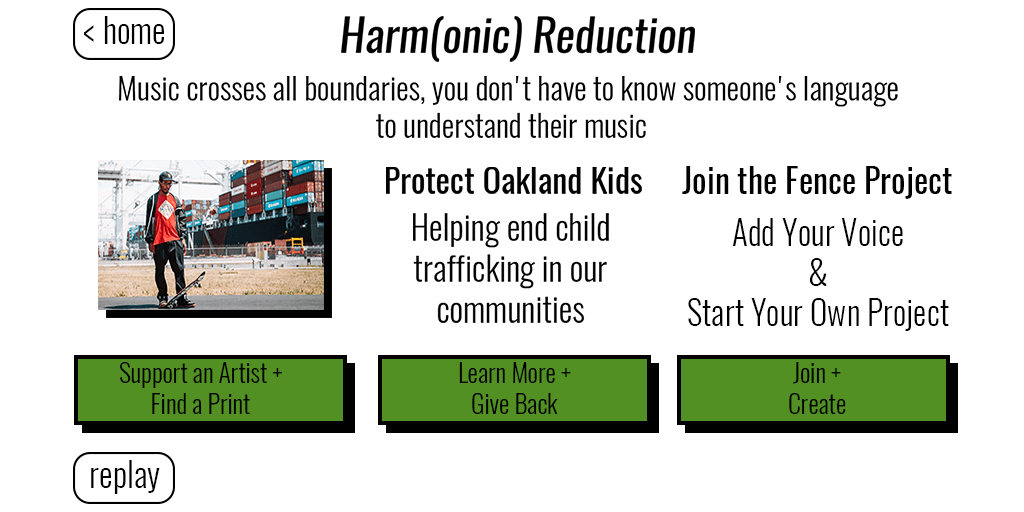 < home
Harm(onic) Reduction
Music crosses all boundaries, you don't have to know someone's language
to understand their music
Protect Oakland Kids
Helping end child
trafficking in our
communities
Join the Fence Project
Add Your Voice
&
Start Your Own Project
Support an Artist +
Find a Print
Learn More +
Give Back
Join +
Create
replay